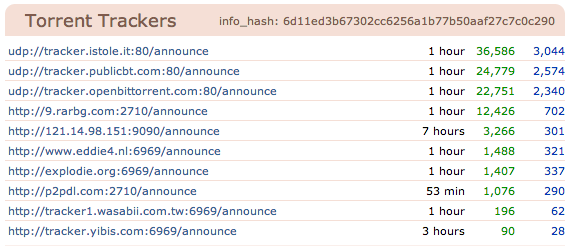 Torrent Trackers info_hash: 6d11ed3b67302cc6256a1b77b50aaf27c7c0c290
udp://tracker.istole.it:80/announce 1 hour 36,586 3,044
udp://tracker.publicbt.com:80/announce 1 hour 24,779 2,574
udp://tracker.openbittorrent.com:80/announce 1 hour 22,751 2,340
http://9.rarbg.com:2710/announce 1 hour 12,426 702
http://121.14.98.151:9090/announce 7 hours 3,266 301
http://www.eddie4.nl:6969/announce 1 hour 1,488 321
http://explodie.org:6969/announce 1 hour 1,407 337
http://p2pdl.com:2710/announce 53 min 1,076 290
http://tracker1.wasabii.com.tw:6969/announce 1 hour 196 62
http://tracker.yibis.com:6969/announce 3 hours 90 28